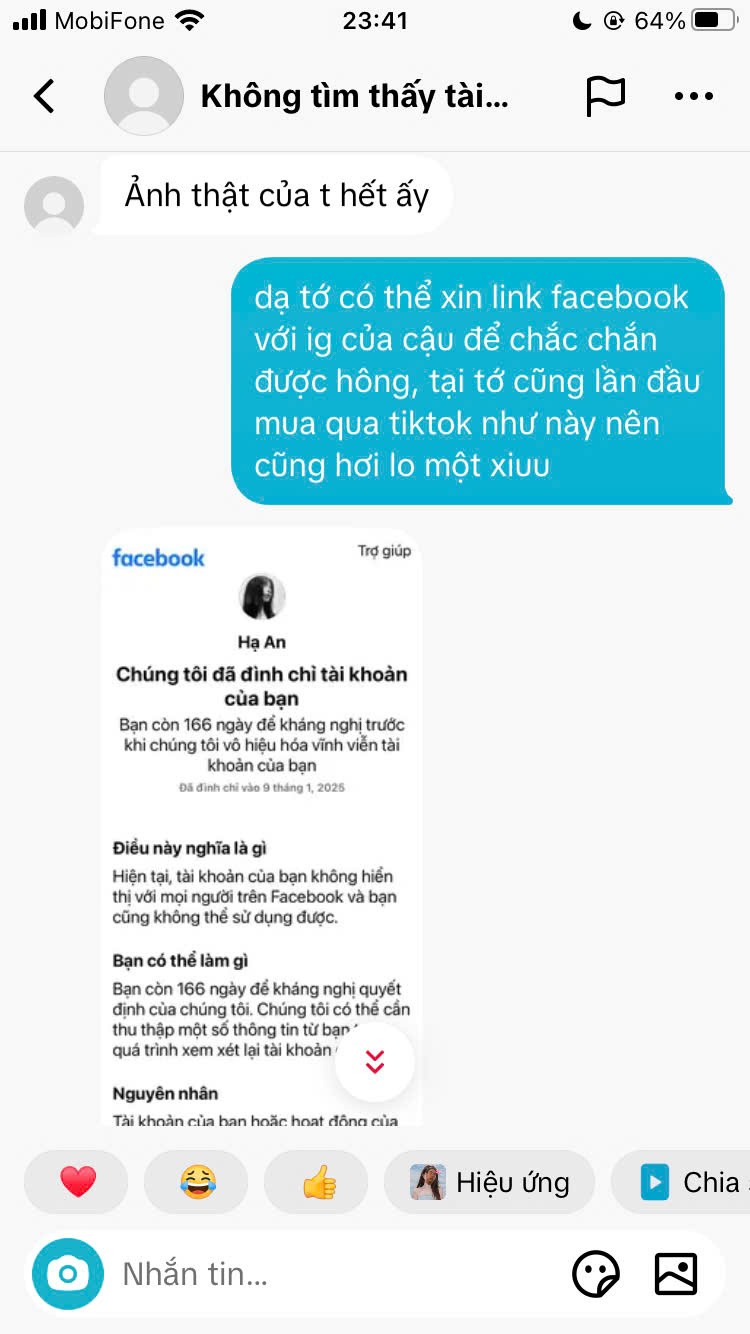 MobiFone
23:41
64%
Không tìm thấy tài...
Ảnh thật của t hết ấy
dạ tớ có thể xin link facebook
với ig của cậu để chắc chắn
được hông, tại tớ cũng lần đầu
mua qua tiktok như này nên
cũng hơi lo một xiuu
facebook
Trợ giúp
Hạ An
Chúng tôi đã đình chỉ tài khoản
của bạn
Bạn còn 166 ngày để kháng nghị trước
khi chúng tôi vô hiệu hóa vĩnh viễn tài
khoản của bạn
Đã đình chỉ vào 9 tháng 1, 2025
Điều này nghĩa là gì
Hiện tại, tài khoản của bạn không hiển
thị với mọi người trên Facebook và bạn
cũng không thể sử dụng được.
Bạn có thể làm gì
Bạn còn 166 ngày để kháng nghị quyết
định của chúng tôi. Chúng tôi có thể cần
thu thập một số thông tin từ bạn
quá trình xem xét lại tài khoản
Nguyên nhân
Tài khoản của bạn hoặc hoạt động của
Hiệu ứng
Chia
Nhắn tin...